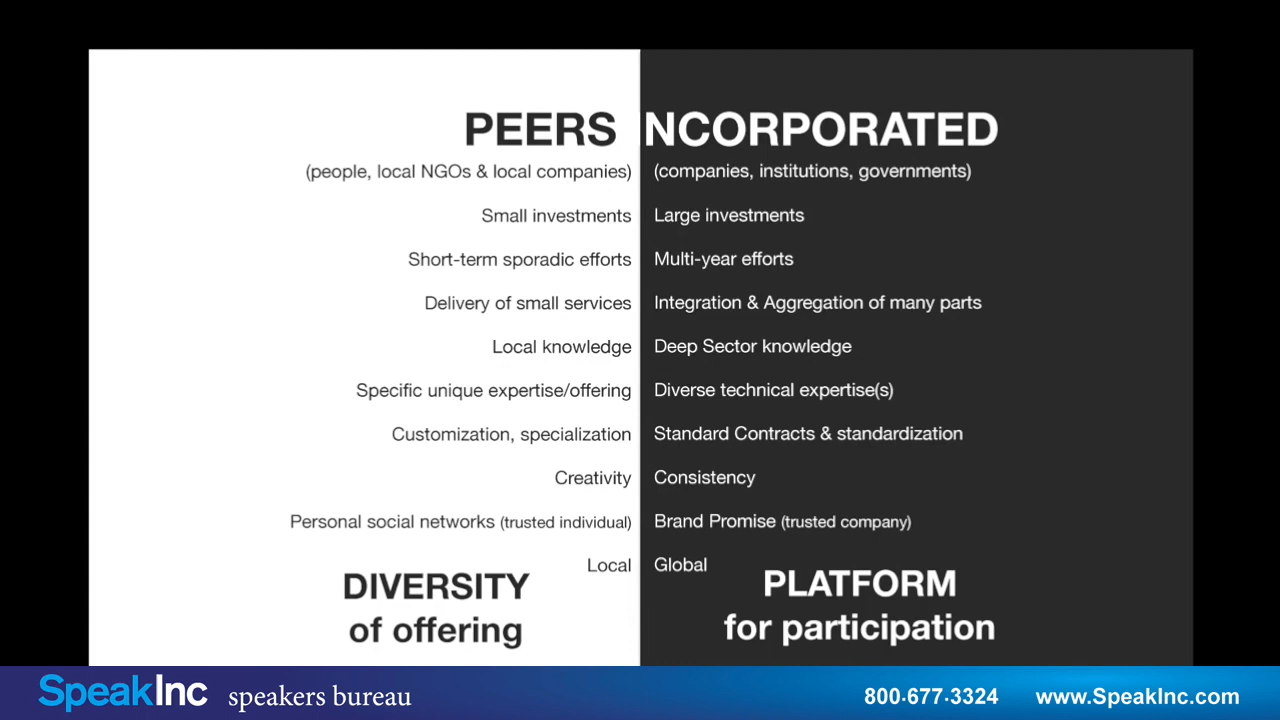 PEERS INCORPORATED
(people, local NGOs & local companies) (companies, institutions, governments)
Small investments Large investments
Short-term sporadic efforts Multi-year efforts
Delivery of small services Integration & Aggregation of many parts
Local knowledge Deep Sector knowledge
Specific unique expertise/offering Diverse technical expertise(s)
Customization, specialization Standard Contracts & standardization
Creativity Consistency
Personal social networks (trusted individual) Brand Promise (trusted company)
Local Global
DIVERSITY PLATFORM
of offering for participation
SpeakInc speakers bureau 800-677-3324 www.SpeakInc.com